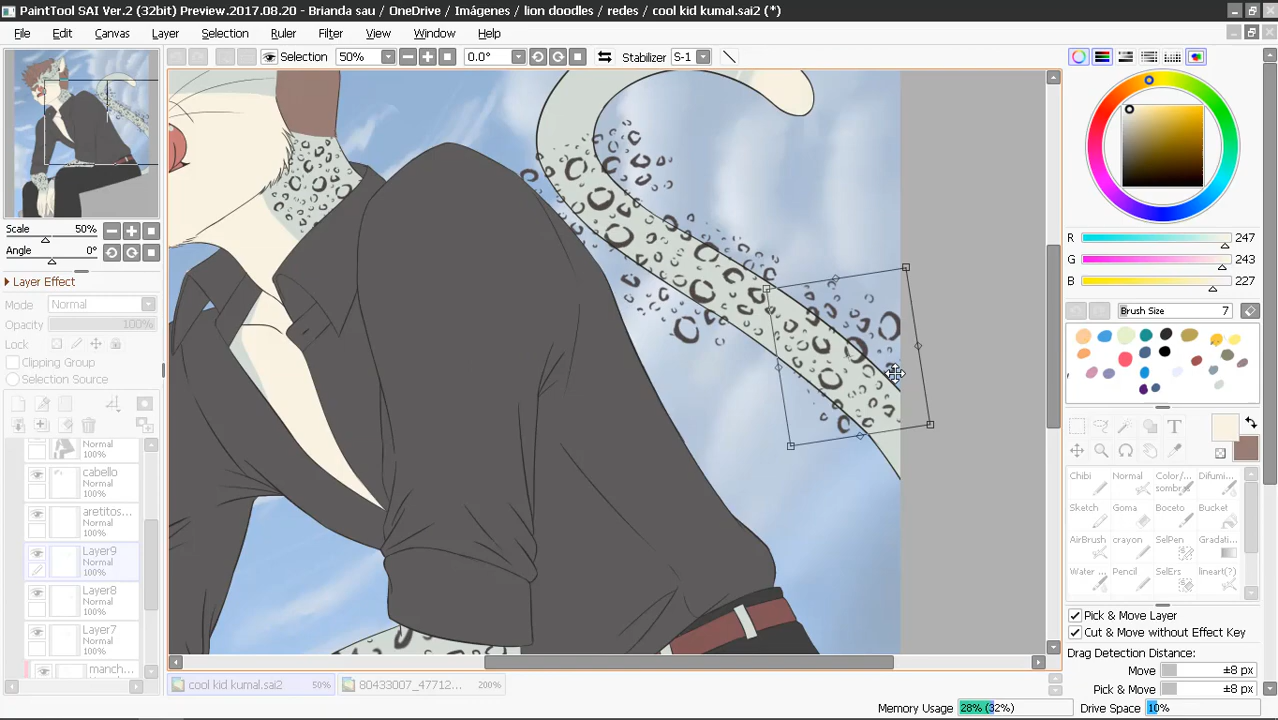 PaintTool SAI Ver.2 (32bit) Preview.2017.08.20 - Brianda sau / OneDrive / Imágenes / lion doodles / redes / cool kid kumal.sai2 (*)
File Edit Canvas Layer Selection Ruler Filter View Window Help
Selection 50% 0.0° Stabilizer S-1
Scale 50%
Angle 0°
Layer Effect
Mode Normal
Opacity 100%
Lock
Clipping Group
Selection Source
Normal
100%
cabello
Normal
100%
aretitos...
Normal
100%
Layer9
Normal
100%
Layer8
Normal
100%
Layer7
Normal
100%
manch...
Normal
cool kid kumal.sai2 50% 80433007_47712... 200%
R 247
G 243
B 227
Brush Size 7
T
Chibi Normal Color/sombra Difumi...
Sketch Goma Boceto Bucket
AirBrush crayon SelPen Gradati...
Water ... Pencil SelErs lineart(?)
Pick & Move Layer
Cut & Move without Effect Key
Drag Detection Distance:
Move ±8 px
Pick & Move ±8 px
Memory Usage 28% (32%) Drive Space 10%